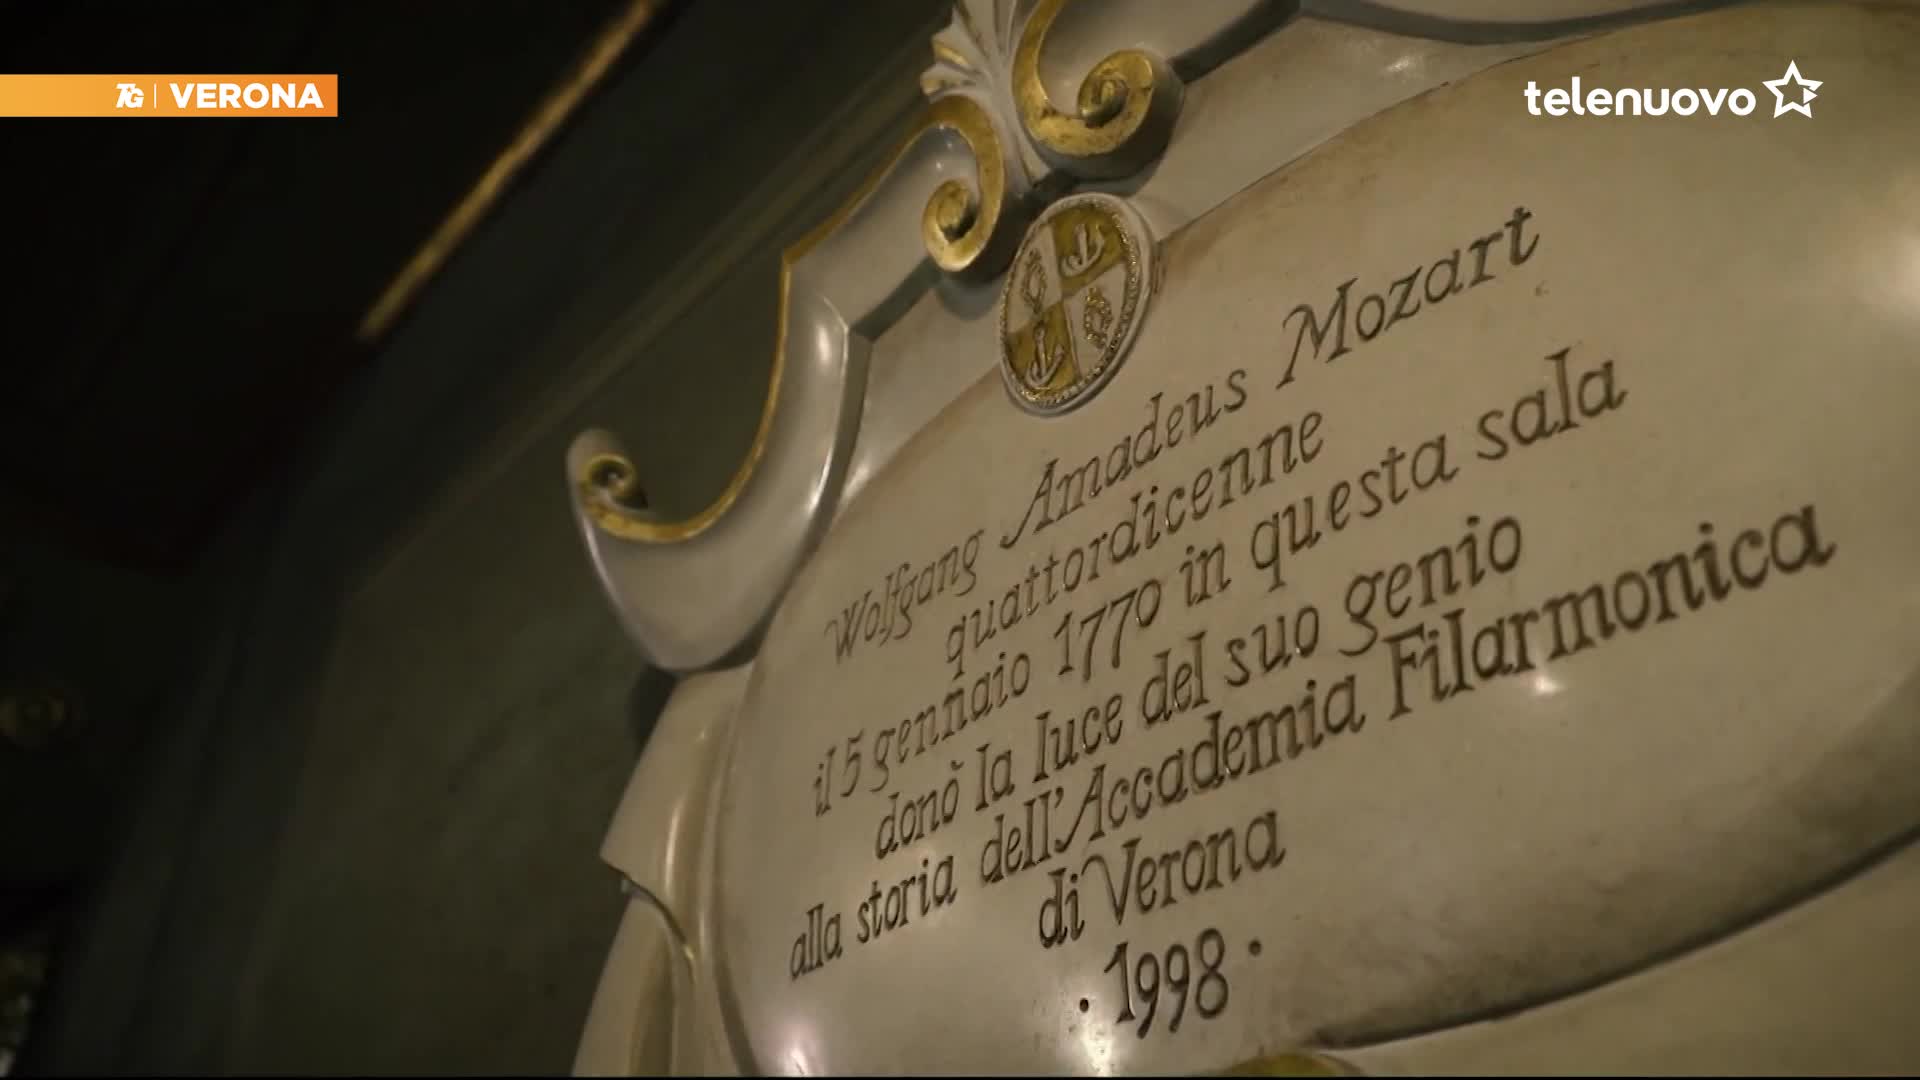 TG | VERONA
telenuovo
Wolfgang Amadeus Mozart
quattordicenne
il 5 gennaio 1770 in questa sala
donò la luce del suo genio
alla storia dell'Accademia Filarmonica
di Verona
· 1998 ·